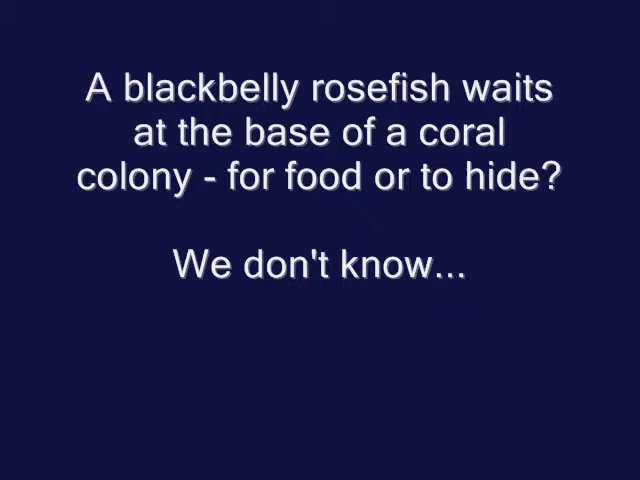 A blackbelly rosefish waits
at the base of a coral
colony - for food or to hide?
We don't know...